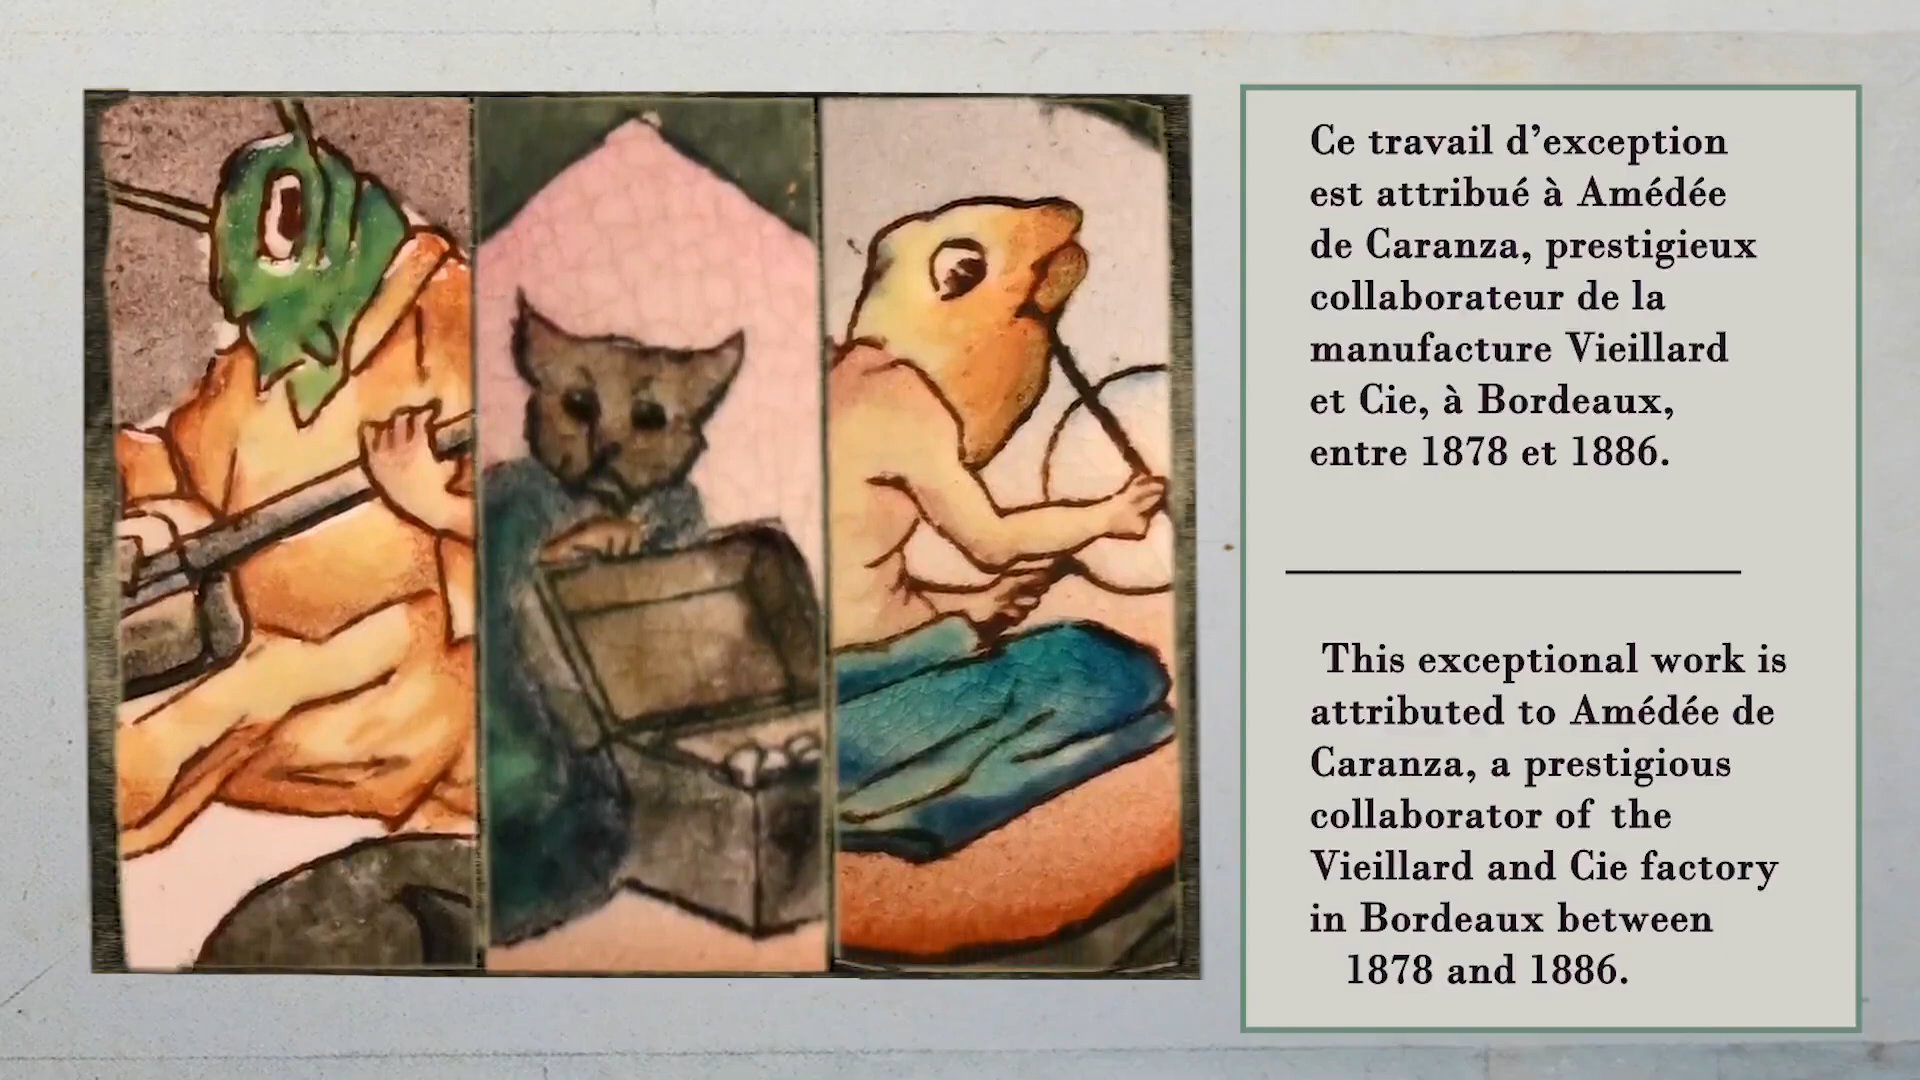 Ce travail d’exception
est attribué à Amédée
de Caranza, prestigieux
collaborateur de la
manufacture Vieillard
et Cie, à Bordeaux,
entre 1878 et 1886.
This exceptional work is
attributed to Amédée de
Caranza, a prestigious
collaborator of the
Vieillard and Cie factory
in Bordeaux between
1878 and 1886.